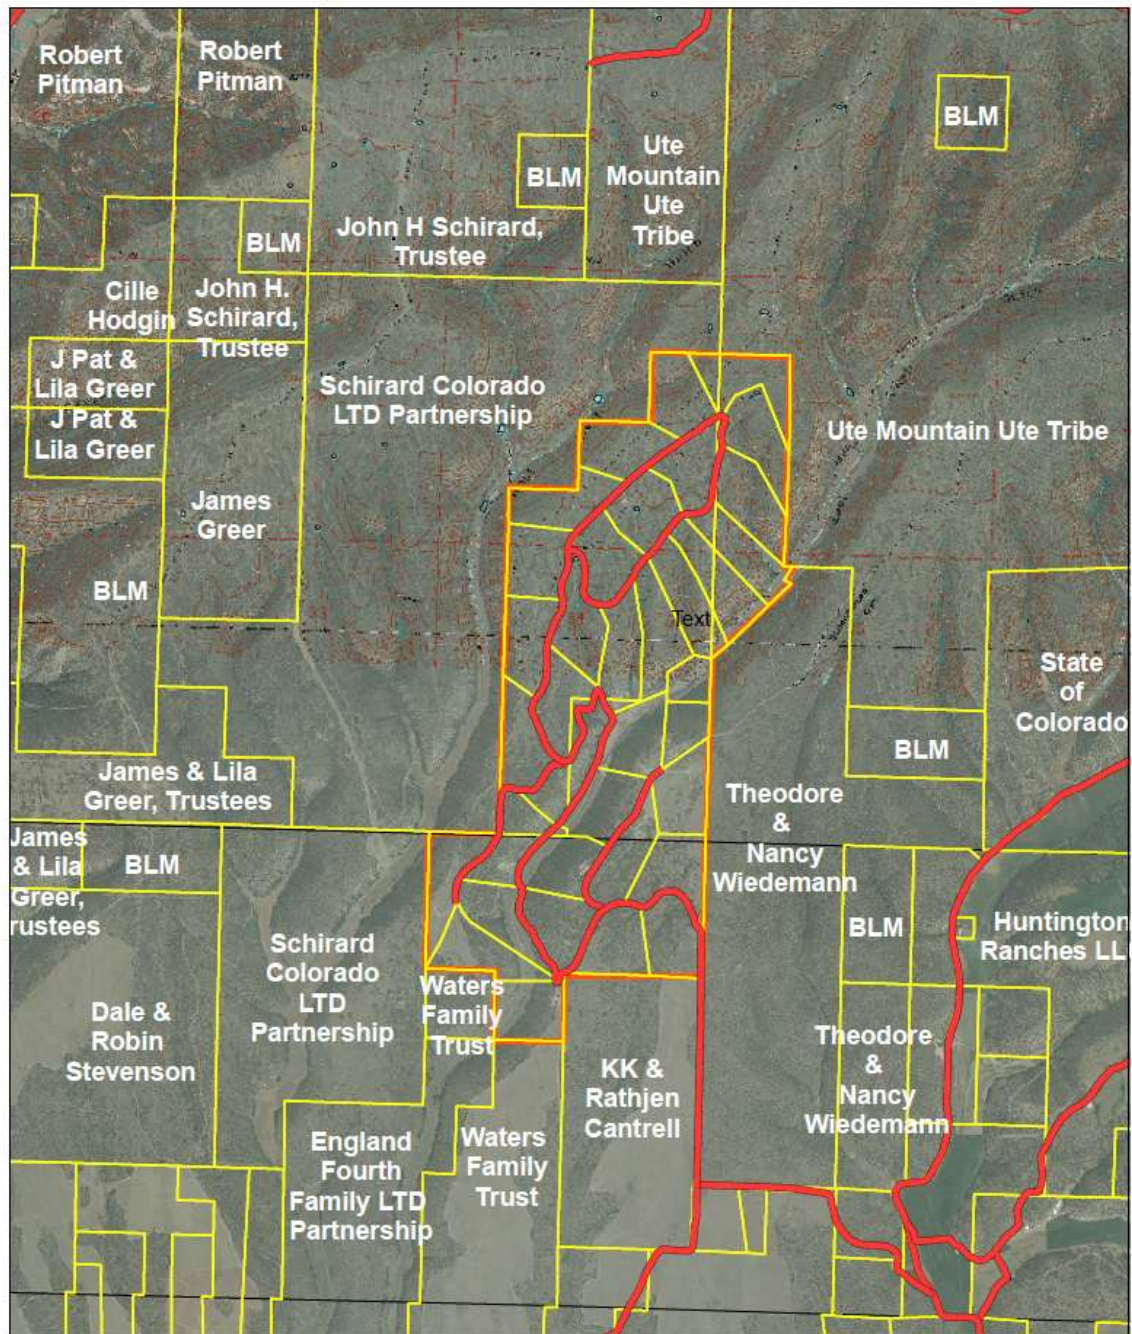 Robert
Pitman
Robert
Pitman
BLM
BLM
Ute
Mountain
Ute
Tribe
John H Schirard,
Trustee
BLM
Cille
Hodgin
John H.
Schirard,
Trustee
J Pat &
Lila Greer
J Pat &
Lila Greer
Schirard Colorado
LTD Partnership
Ute Mountain Ute Tribe
James
Greer
BLM
Text
State
of
Colorado
BLM
James & Lila
Greer, Trustees
Theodore
&
Nancy
Wiedemann
James
& Lila
Greer,
rustees
BLM
BLM
Huntington
Ranches LL
Schirard
Colorado
LTD
Partnership
Waters
Family
Trust
Dale &
Robin
Stevenson
Theodore
&
Nancy
Wiedemann
KK &
Rathjen
Cantrell
England
Fourth
Family LTD
Partnership
Waters
Family
Trust